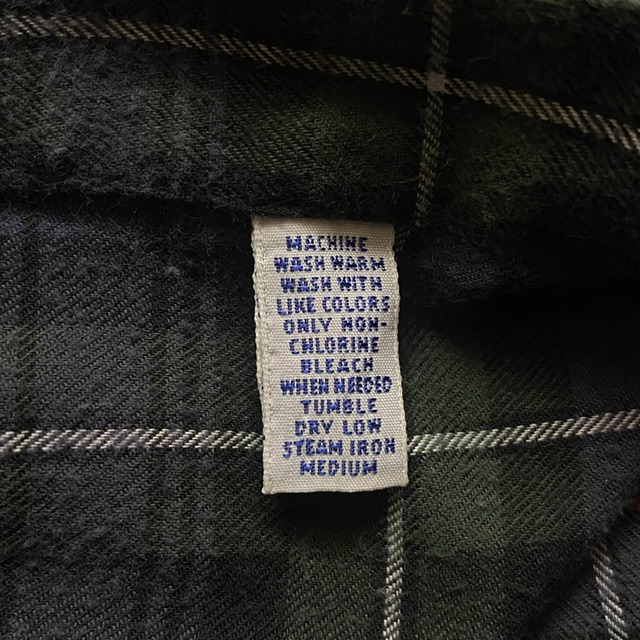 MACHINE
WASH WARM
WASH WITH
LIKE COLORS
ONLY NON-
CHLORINE
BLEACH
WHEN NEEDED
TUMBLE
DRY LOW
STEAM IRON
MEDIUM